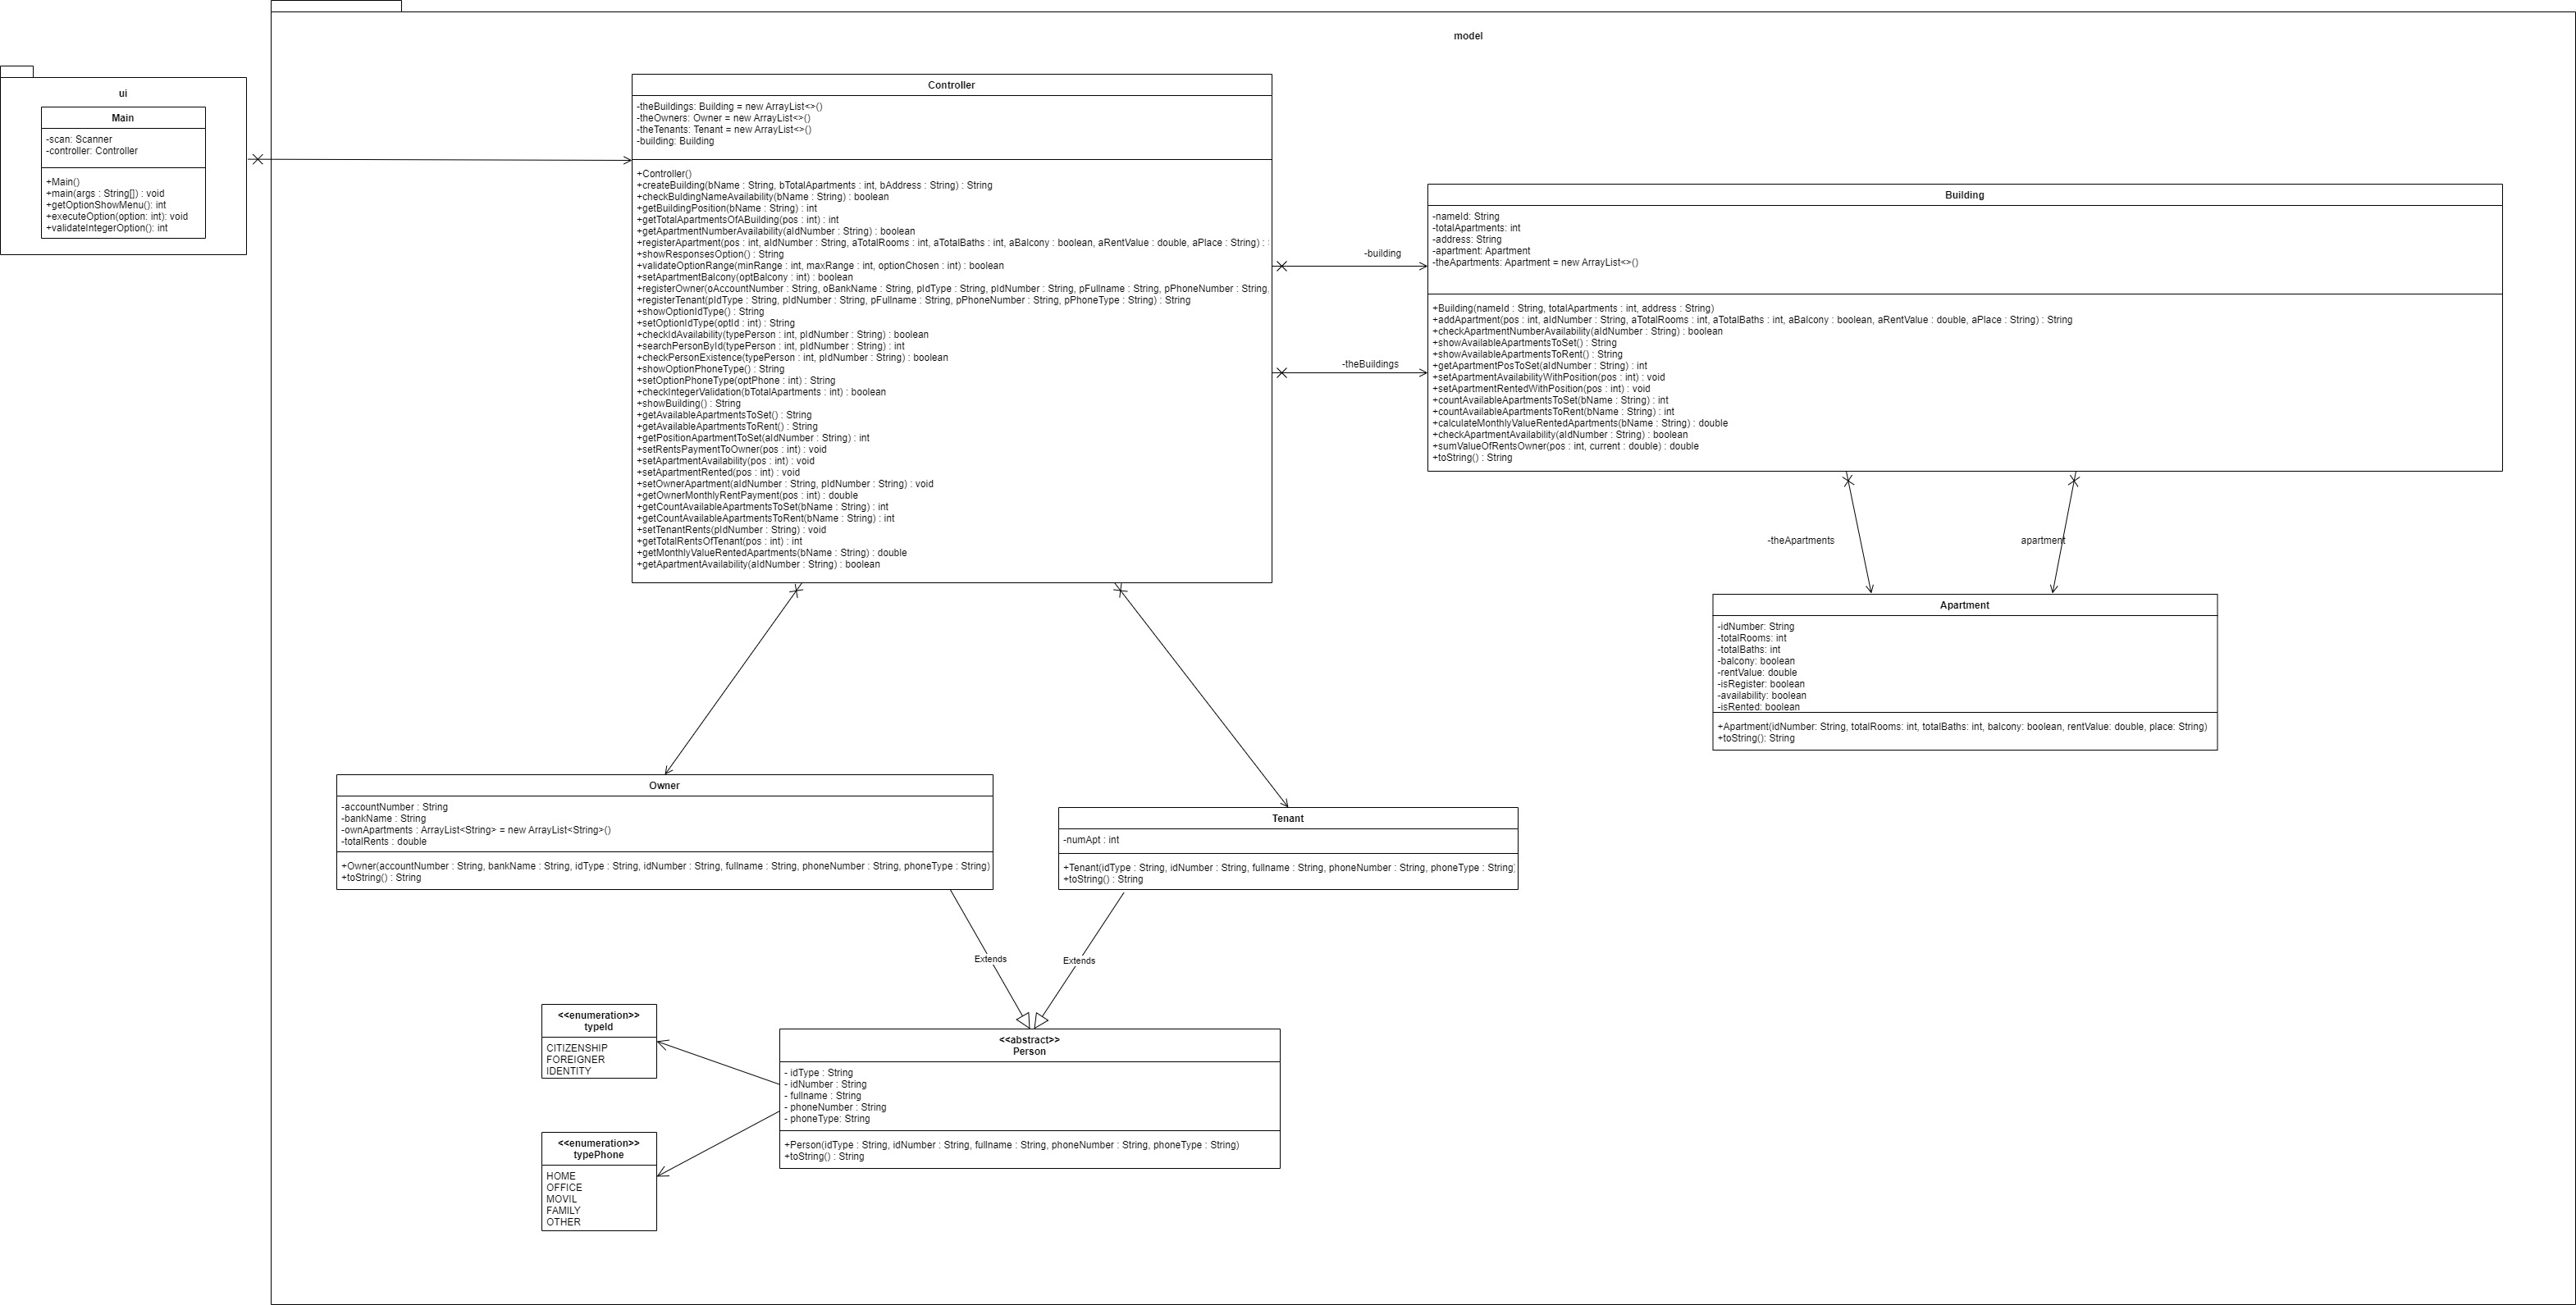 model
ui
Main
-scan: Scanner
-controller: Controller
+Main()
+main(args : String[]) : void
+getOptionShowMenu(): int
+executeOption(option: int): void
+validateIntegerOption(): int
Controller
-theBuildings: Building = new ArrayList<>()
-theOwners: Owner = new ArrayList<>()
-theTenants: Tenant = new ArrayList<>()
-building: Building
+Controller()
+createBuilding(bName : String, bTotalApartments : int, bAddress : String) : String
+checkBuldingNameAvailability(bName : String) : boolean
+getBuildingPosition(bName : String) : int
+getTotalApartmentsOfABuilding(pos : int) : int
+getApartmentNumberAvailability(aIdNumber : String) : boolean
+registerApartment(pos : int, aIdNumber : String, aTotalRooms : int, aTotalBaths : int, aBalcony : boolean, aRentValue : double, aPlace : String) :
+showResponsesOption() : String
+validateOptionRange(minRange : int, maxRange : int, optionChosen : int) : boolean
+setApartmentBalcony(optBalcony : int) : boolean
+registerOwner(oAccountNumber : String, oBankName : String, pIdType : String, pIdNumber : String, pFullname : String, pPhoneNumber : String,
+registerTenant(pIdType : String, pIdNumber : String, pFullname : String, pPhoneNumber : String, pPhoneType : String) : String
+showOptionIdType() : String
+setOptionIdType(optId : int) : String
+checkIdAvailability(typePerson : int, pIdNumber : String) : boolean
+searchPersonById(typePerson : int, pIdNumber : String) : int
+checkPersonExistence(typePerson : int, pIdNumber : String) : boolean
+showOptionPhoneType() : String
+setOptionPhoneType(optPhone : int) : String
+checkIntegerValidation(bTotalApartments : int) : boolean
+showBuilding() : String
+getAvailableApartmentsToSet() : String
+getAvailableApartmentsToRent() : String
+getPositionApartmentToSet(aIdNumber : String) : int
+setRentsPaymentToOwner(pos : int) : void
+setApartmentAvailability(pos : int) : void
+setApartmentRented(pos : int) : void
+setOwnerApartment(aIdNumber : String, pIdNumber : String) : void
+getOwnerMonthlyRentPayment(pos : int) : double
+getCountAvailableApartmentsToSet(bName : String) : int
+getCountAvailableApartmentsToRent(bName : String) : int
+setTenantRents(pIdNumber : String) : void
+getTotalRentsOfTenant(pos : int) : int
+getMonthlyValueRentedApartments(bName : String) : double
+getApartmentAvailability(aIdNumber : String) : boolean
-building
-theBuildings
Building
-nameId: String
-totalApartments: int
-address: String
-apartment: Apartment
-theApartments: Apartment = new ArrayList<>()
+Building(nameId : String, totalApartments : int, address : String)
+addApartment(pos : int, aIdNumber : String, aTotalRooms : int, aTotalBaths : int, aBalcony : boolean, aRentValue : double, aPlace : String) : String
+checkApartmentNumberAvailability(aIdNumber : String) : boolean
+showAvailableApartmentsToSet() : String
+showAvailableApartmentsToRent() : String
+getApartmentPosToSet(aIdNumber : String) : int
+setApartmentAvailabilityWithPosition(pos : int) : void
+setApartmentRentedWithPosition(pos : int) : void
+countAvailableApartmentsToSet(bName : String) : int
+countAvailableApartmentsToRent(bName : String) : int
+calculateMonthlyValueRentedApartments(bName : String) : double
+checkApartmentAvailability(aIdNumber : String) : boolean
+sumValueOfRentsOwner(pos : int, current : double) : double
+toString() : String
-theApartments
apartment
Apartment
-idNumber: String
-totalRooms: int
-totalBaths: int
-balcony: boolean
-rentValue: double
-isRegister: boolean
-availability: boolean
-isRented: boolean
+Apartment(idNumber: String, totalRooms: int, totalBaths: int, balcony: boolean, rentValue: double, place: String)
+toString(): String
Owner
-accountNumber : String
-bankName : String
-ownApartments : ArrayList<String> = new ArrayList<String>()
-totalRents : double
+Owner(accountNumber : String, bankName : String, idType : String, idNumber : String, fullname : String, phoneNumber : String, phoneType : String)
+toString() : String
Tenant
-numApt : int
+Tenant(idType : String, idNumber : String, fullname : String, phoneNumber : String, phoneType : String)
+toString() : String
Extends
Extends
<<enumeration>>
typeId
CITIZENSHIP
FOREIGNER
IDENTITY
<<abstract>>
Person
- idType : String
- idNumber : String
- fullname : String
- phoneNumber : String
- phoneType: String
+Person(idType : String, idNumber : String, fullname : String, phoneNumber : String, phoneType : String)
+toString() : String
<<enumeration>>
typePhone
HOME
OFFICE
MOVIL
FAMILY
OTHER